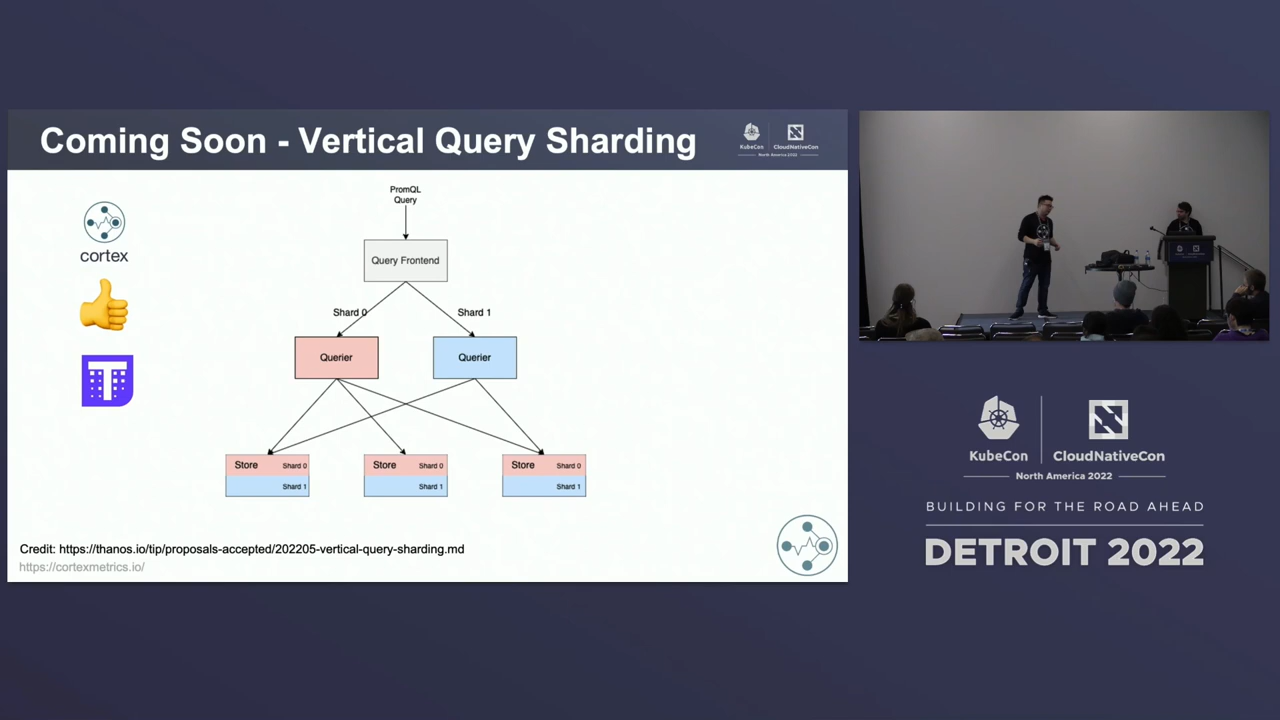 Coming Soon - Vertical Query Sharding
KubeCon
CloudNativeCon
North America 2022
cortex
PromQL
Query
Query Frontend
Shard 0
Shard 1
Querier
Querier
Store
Shard 0
Shard 1
Store
Shard 0
Shard 1
Store
Shard 0
Shard 1
Credit: https://thanos.io/tip/proposals-accepted/202205-vertical-query-sharding.md
https://cortexmetrics.io/
KubeCon
CloudNativeCon
North America 2022
BUILDING FOR THE ROAD AHEAD
DETROIT 2022